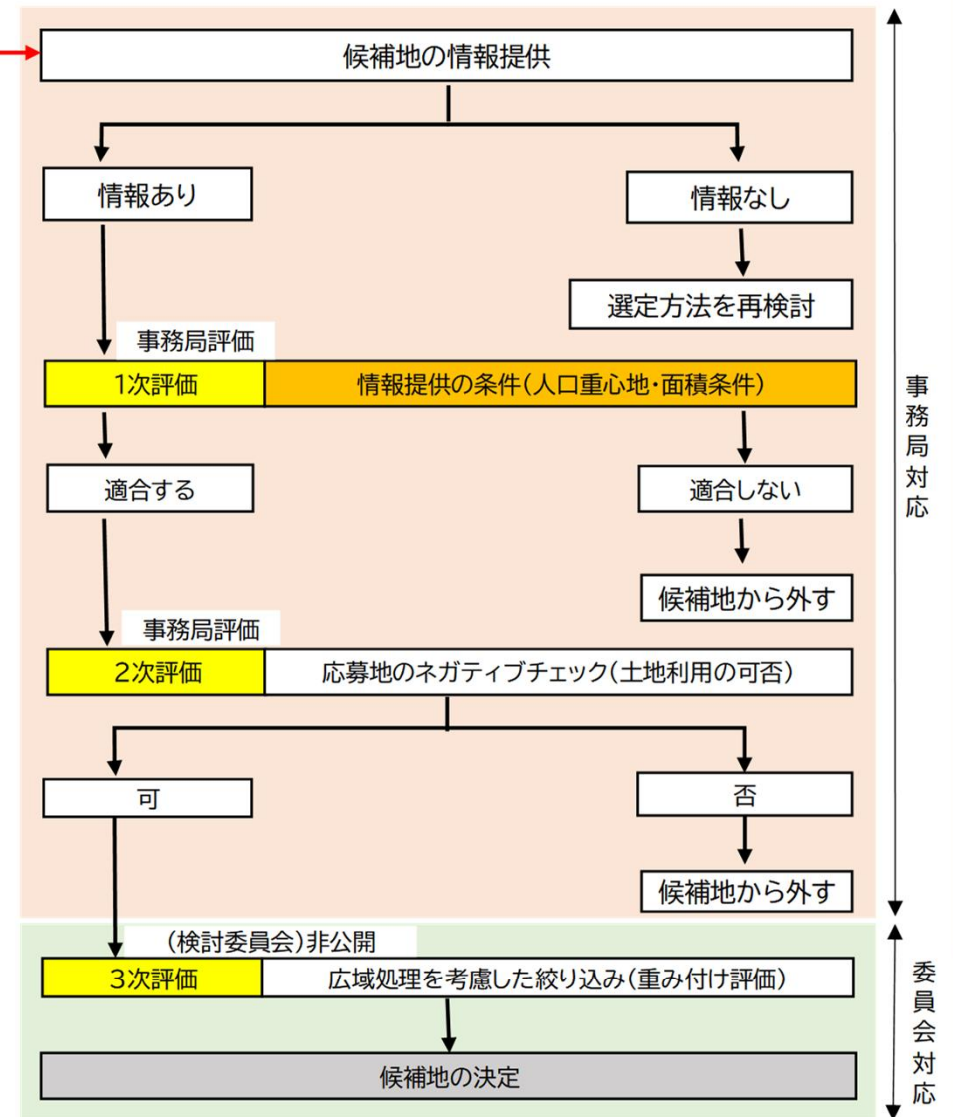 候補地の情報提供
情報あり
情報なし
選定方法を再検討
事務局評価
1次評価
情報提供の条件(人口重心地・面積条件)
適合する
適合しない
候補地から外す
事務局評価
2次評価
応募地のネガティブチェック(土地利用の可否)
可
否
候補地から外す
事務局対応
(検討委員会)非公開
3次評価
広域処理を考慮した絞り込み(重み付け評価)
候補地の決定
委員会対応